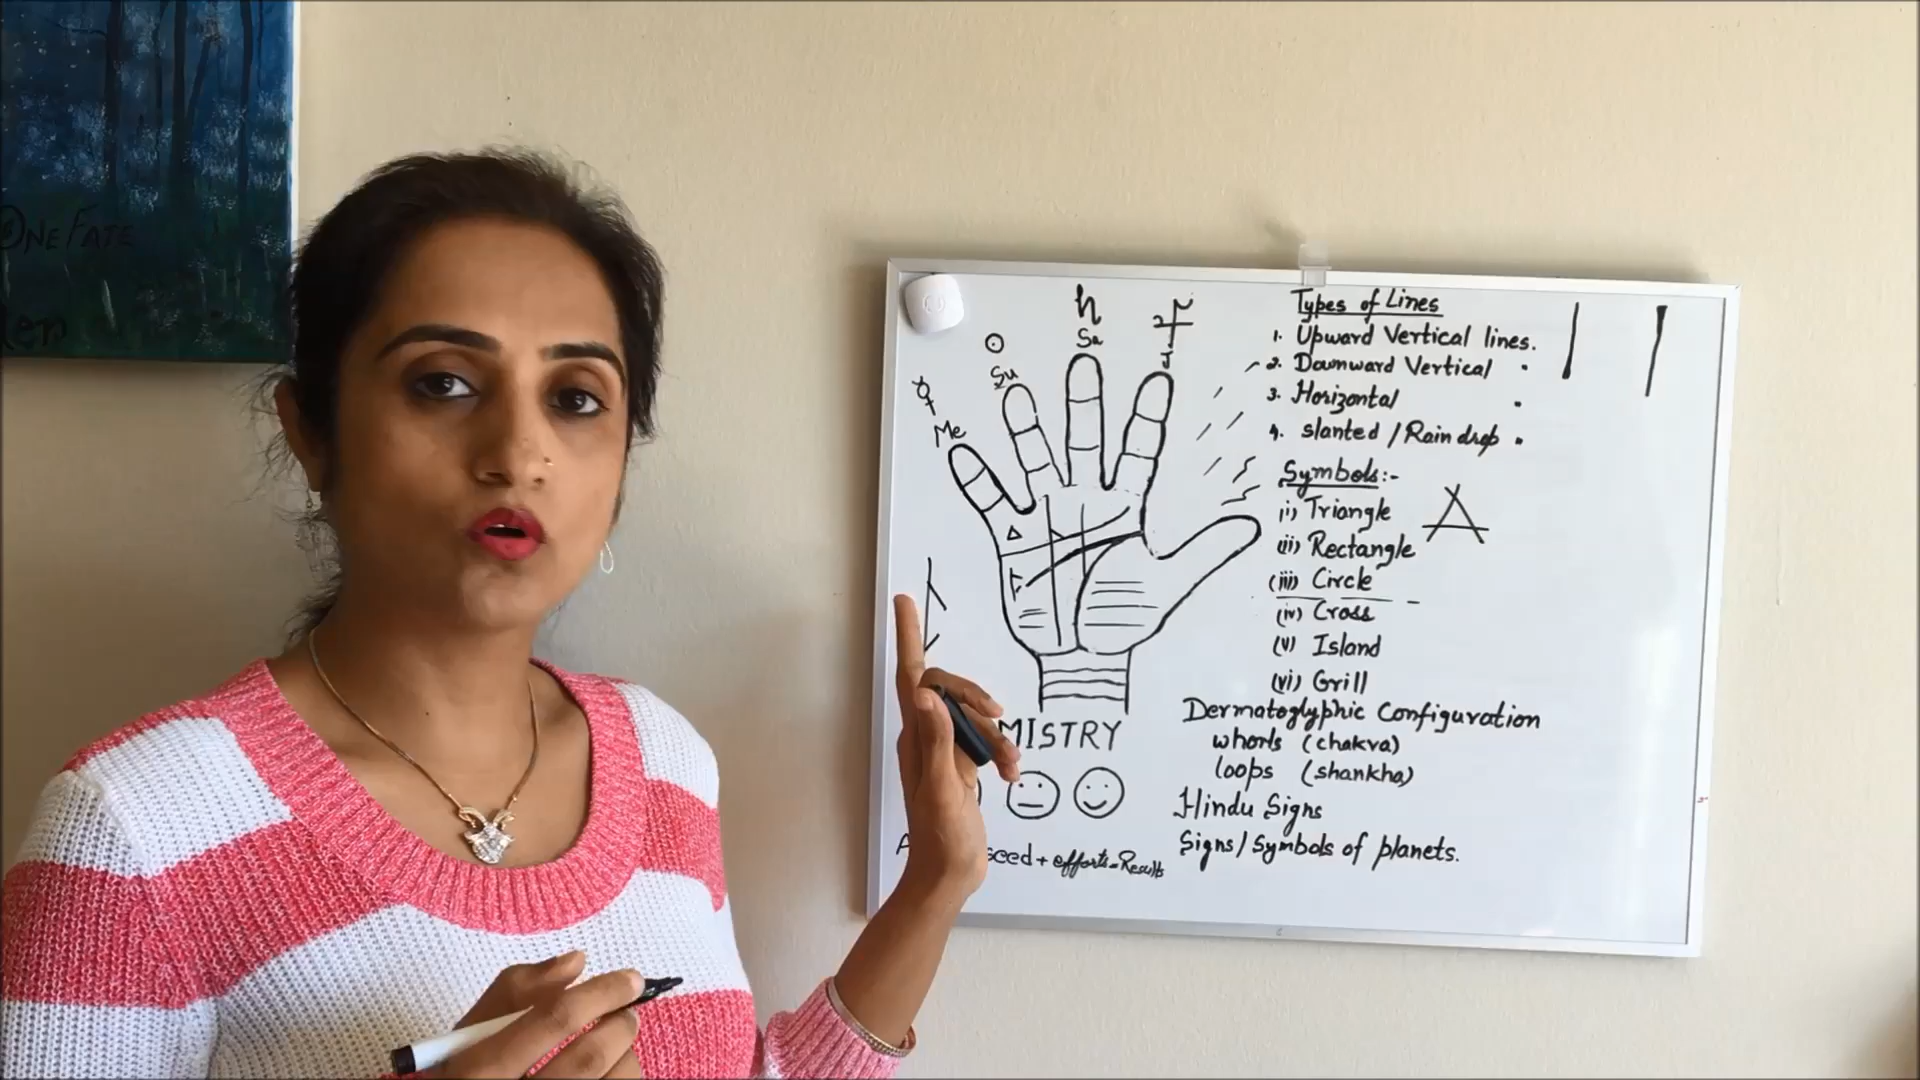 ONE FATE
♄
Sa
♃
J
☉
Su
☿
Me
MISTRY
seed + efforts = Results
Types of Lines
1. Upward Vertical lines.
2. Downward Vertical "
3. Horizontal "
4. slanted / Rain drop "
Symbols:-
(i) Triangle
(ii) Rectangle
(iii) Circle
(iv) Cross
(v) Island
(vi) Grill
Dermatoglyphic Configuration
whorls (chakra)
loops (shankha)
Hindu Signs
Signs/Symbols of planets.